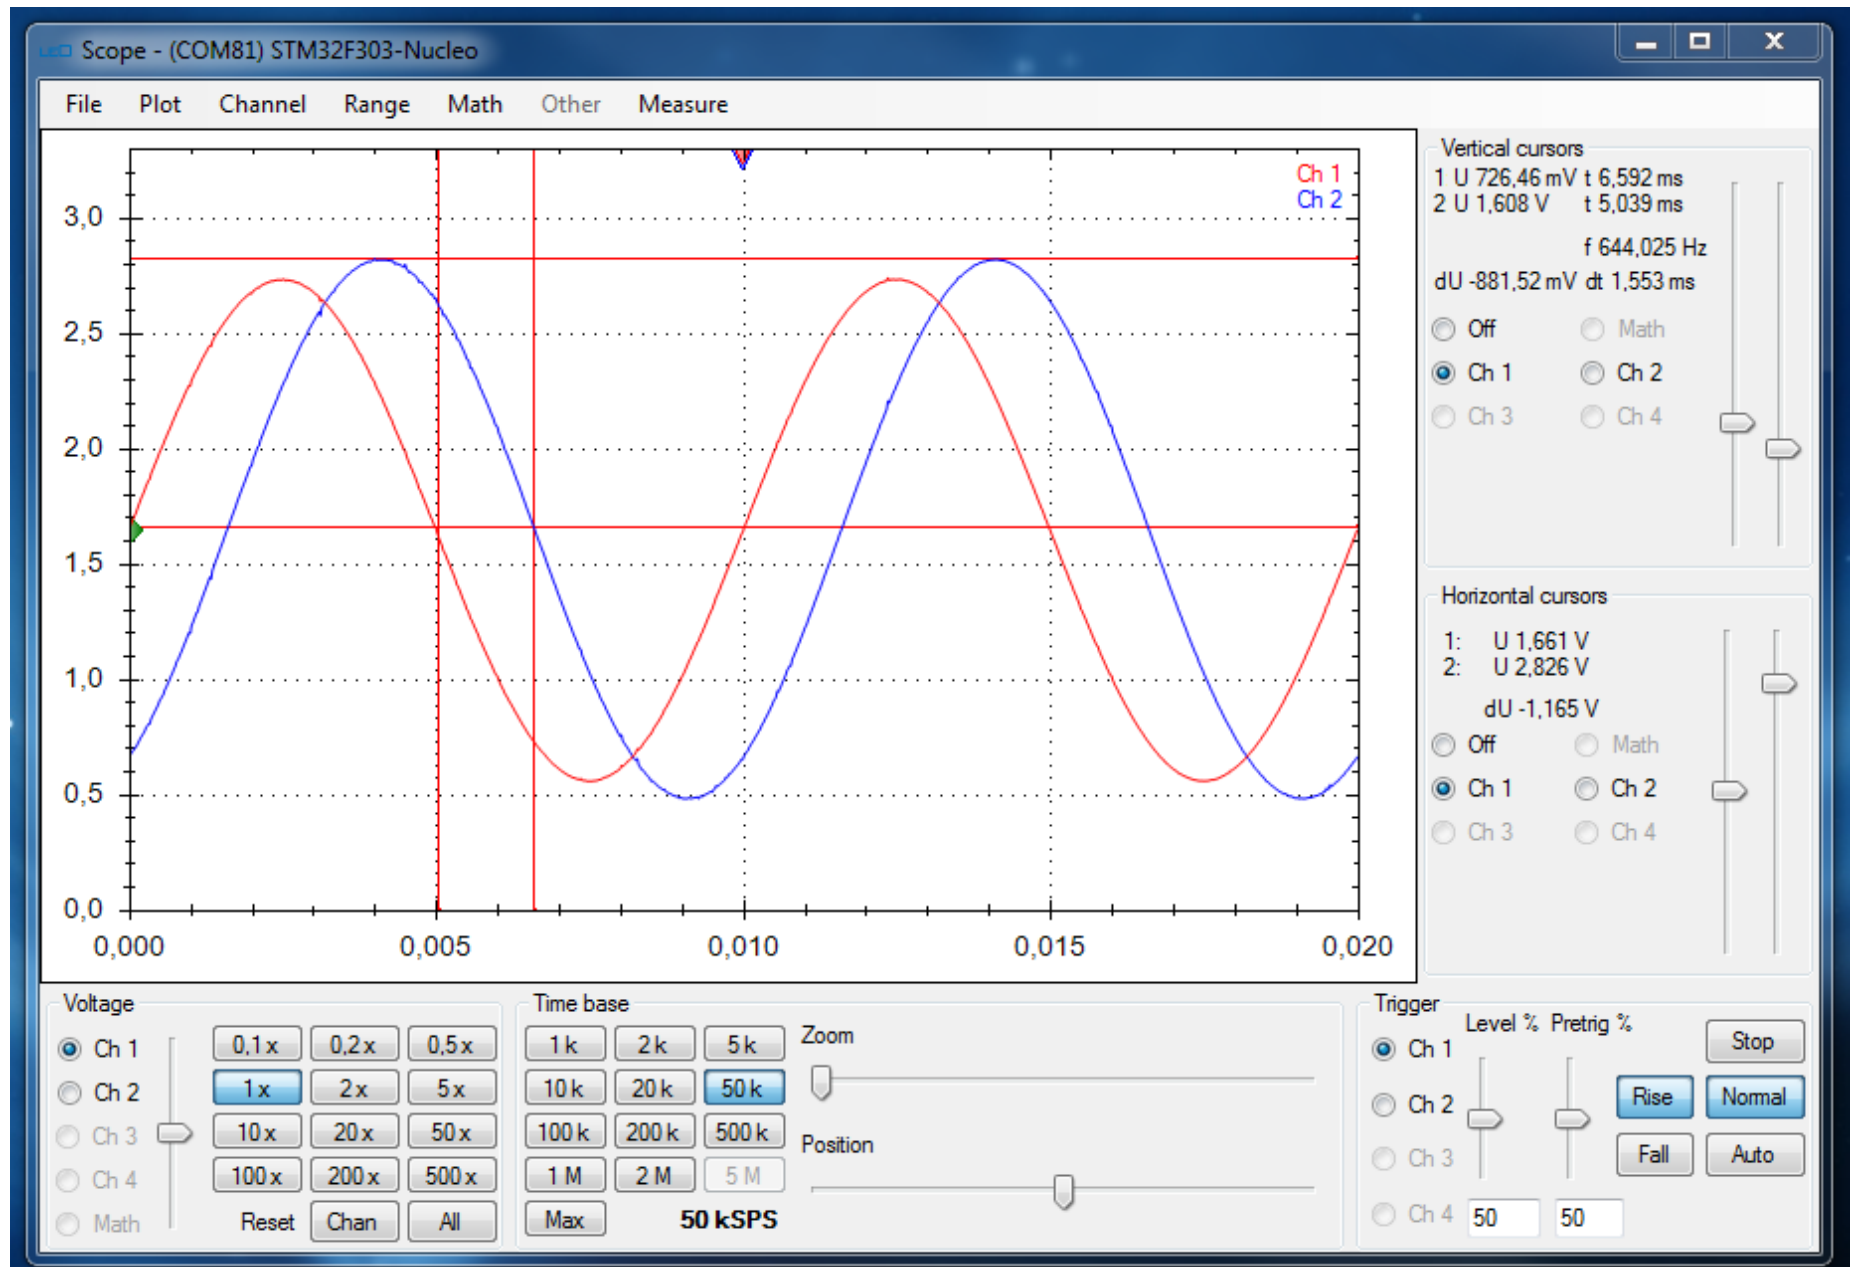 LEO Scope - (COM81) STM32F303-Nucleo
File Plot Channel Range Math Other Measure
Ch 1
Ch 2
3,0
2,5
2,0
1,5
1,0
0,5
0,0
0,000 0,005 0,010 0,015 0,020
Vertical cursors
1 U 726,46 mV t 6,592 ms
2 U 1,608 V t 5,039 ms
f 644,025 Hz
dU -881,52 mV dt 1,553 ms
Off Math
Ch 1 Ch 2
Ch 3 Ch 4
Horizontal cursors
1: U 1,661 V
2: U 2,826 V
dU -1,165 V
Off Math
Ch 1 Ch 2
Ch 3 Ch 4
Voltage
Ch 1 0,1 x 0,2 x 0,5 x
Ch 2 1 x 2 x 5 x
Ch 3 10 x 20 x 50 x
Ch 4 100 x 200 x 500 x
Math Reset Chan All
Time base
1 k 2 k 5 k Zoom
10 k 20 k 50 k
100 k 200 k 500 k Position
1 M 2 M 5 M
Max 50 kSPS
Trigger
Level % Pretrig %
Ch 1 Stop
Ch 2 Rise Normal
Ch 3 Fall Auto
Ch 4 50 50